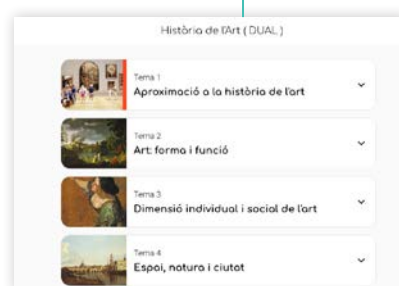 Història de l'Art ( DUAL )
Tema 1
Aproximació a la història de l'art
Tema 2
Art: forma i funció
Tema 3
Dimensió individual i social de l'art
Tema 4
Espai, natura i ciutat